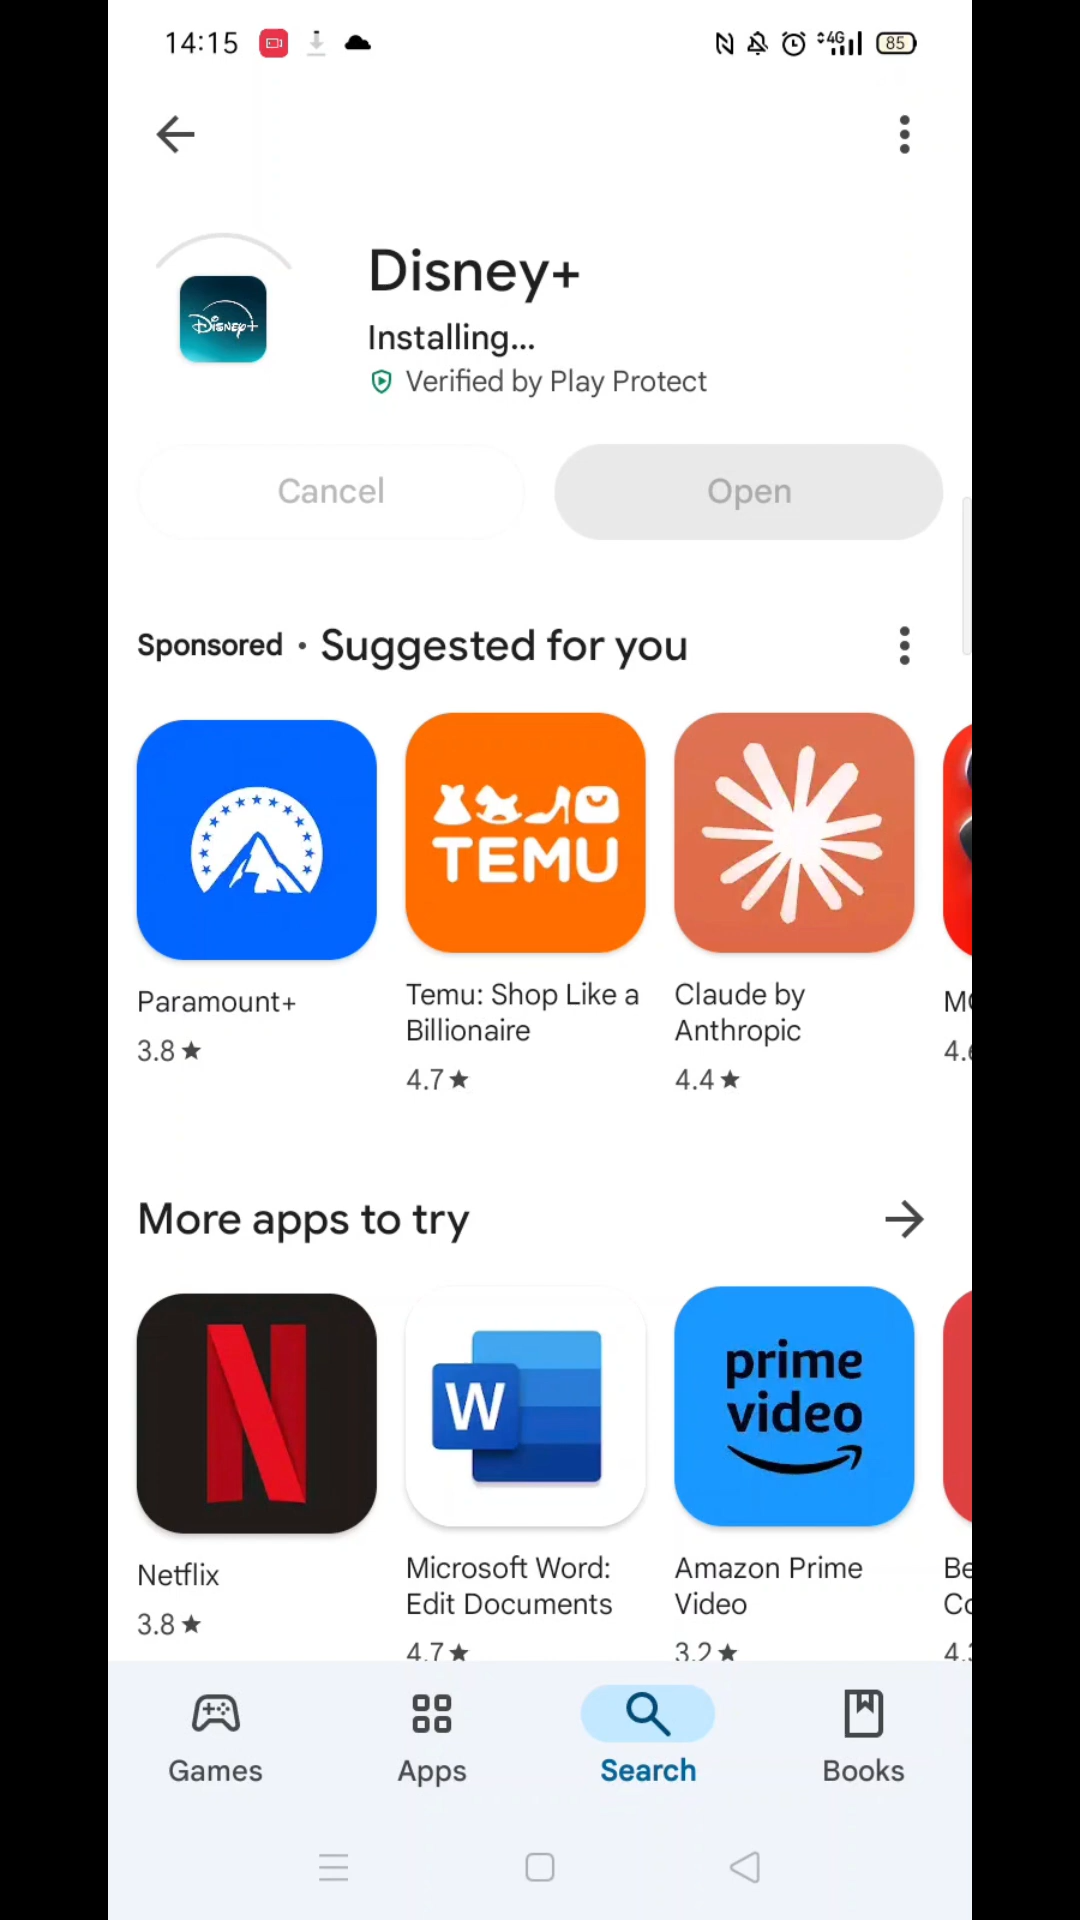 14:15
4G
85
Disney+
Disney+
Installing...
Verified by Play Protect
Cancel
Open
Sponsored • Suggested for you
TEMU
Paramount+
3.8★
Temu: Shop Like a
Billionaire
4.7★
Claude by
Anthropic
4.4★
More apps to try
N
W
prime
video
Netflix
3.8★
Microsoft Word:
Edit Documents
4.7★
Amazon Prime
Video
3.2★
Games
Apps
Search
Books